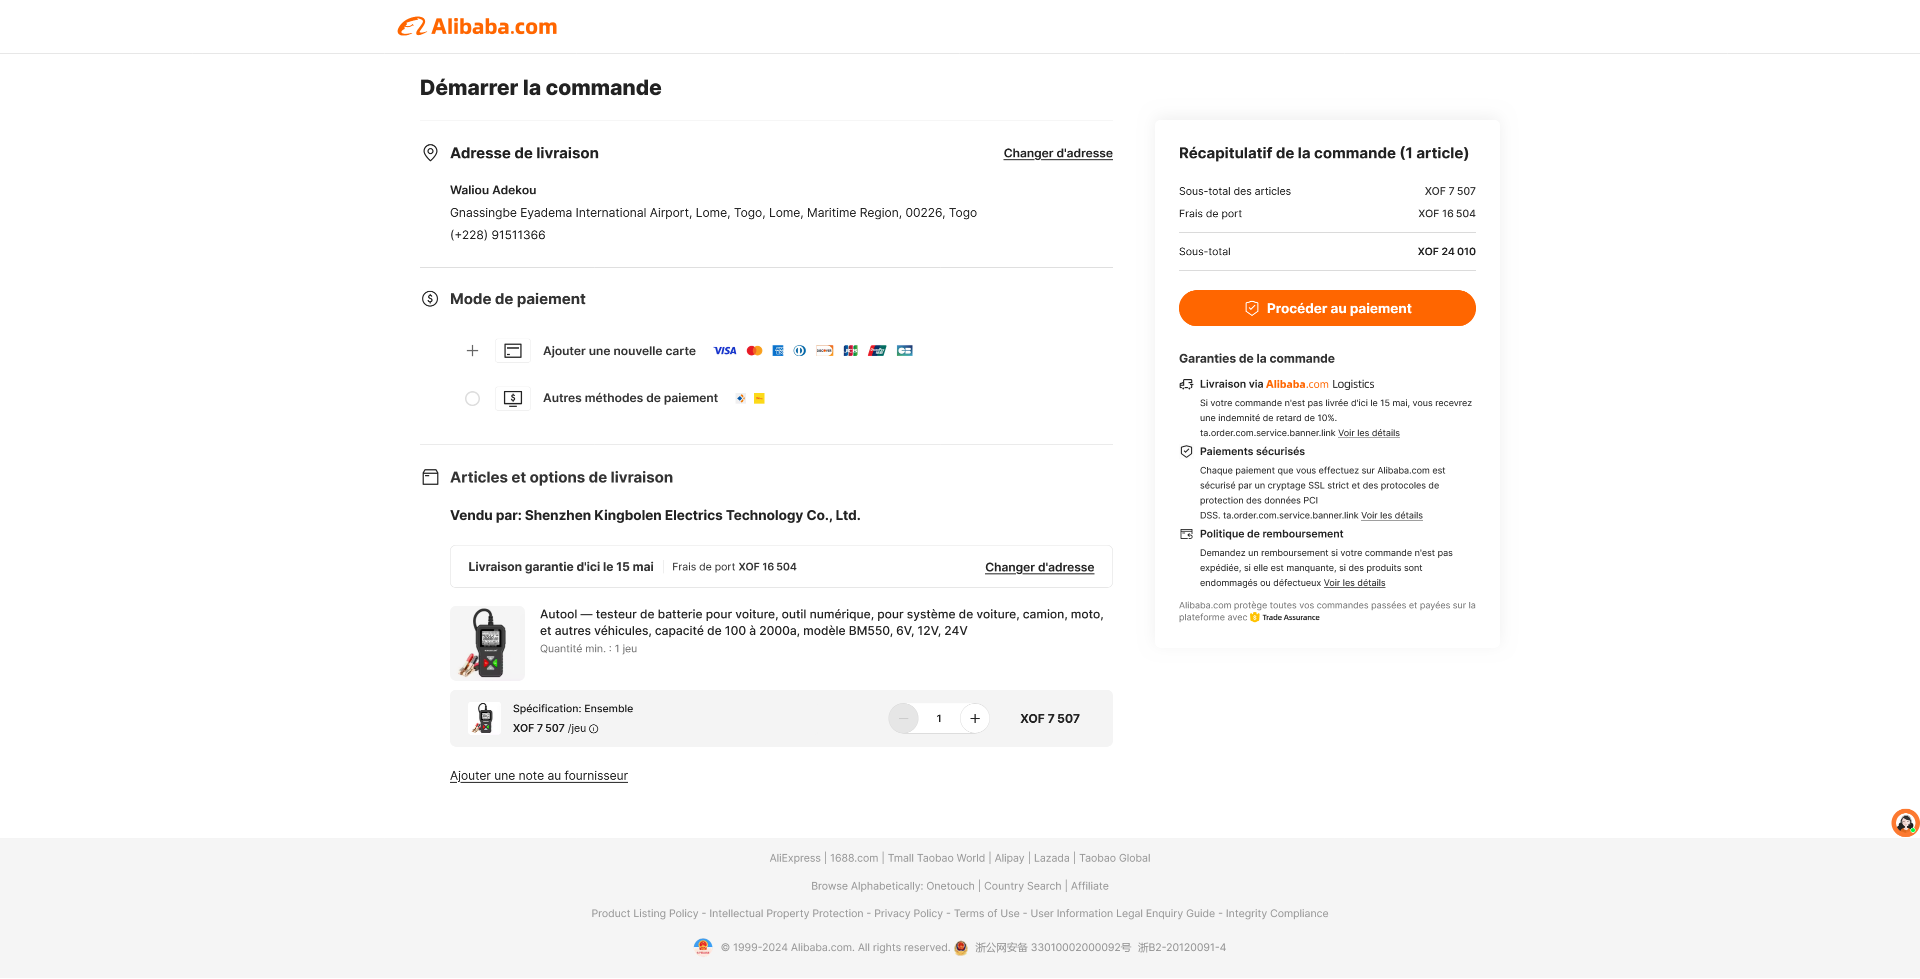 Alibaba.com
Démarrer la commande
Adresse de livraison
Changer d'adresse
Waliou Adekou
Gnassingbe Eyadema International Airport, Lome, Togo, Lome, Maritime Region, 00226, Togo
(+228) 91511366
Mode de paiement
Ajouter une nouvelle carte VISA
Autres méthodes de paiement
Articles et options de livraison
Vendu par: Shenzhen Kingbolen Electrics Technology Co., Ltd.
Livraison garantie d'ici le 15 mai
Frais de port XOF 16 504
Changer d'adresse
Autool — testeur de batterie pour voiture, outil numérique, pour système de voiture, camion, moto,
et autres véhicules, capacité de 100 à 2000a, modèle BM550, 6V, 12V, 24V
Quantité min. : 1 jeu
Spécification: Ensemble
XOF 7 507 /jeu
1
XOF 7 507
Ajouter une note au fournisseur
Récapitulatif de la commande (1 article)
Sous-total des articles XOF 7 507
Frais de port XOF 16 504
Sous-total XOF 24 010
Procéder au paiement
Garanties de la commande
Livraison via Alibaba.com Logistics
Si votre commande n'est pas livrée d'ici le 15 mai, vous recevrez
une indemnité de retard de 10%.
ta.order.com.service.banner.link Voir les détails
Paiements sécurisés
Chaque paiement que vous effectuez sur Alibaba.com est
sécurisé par un cryptage SSL strict et des protocoles de
protection des données PCI
DSS. ta.order.com.service.banner.link Voir les détails
Politique de remboursement
Demandez un remboursement si votre commande n'est pas
expédiée, si elle est manquante, si des produits sont
endommagés ou défectueux Voir les détails
Alibaba.com protège toutes vos commandes passées et payées sur la
plateforme avec Trade Assurance
AliExpress | 1688.com | Tmall Taobao World | Alipay | Lazada | Taobao Global
Browse Alphabetically: Onetouch | Country Search | Affiliate
Product Listing Policy - Intellectual Property Protection - Privacy Policy - Terms of Use - User Information Legal Enquiry Guide - Integrity Compliance
© 1999-2024 Alibaba.com. All rights reserved. 浙公网安备 33010002000092号 浙B2-20120091-4